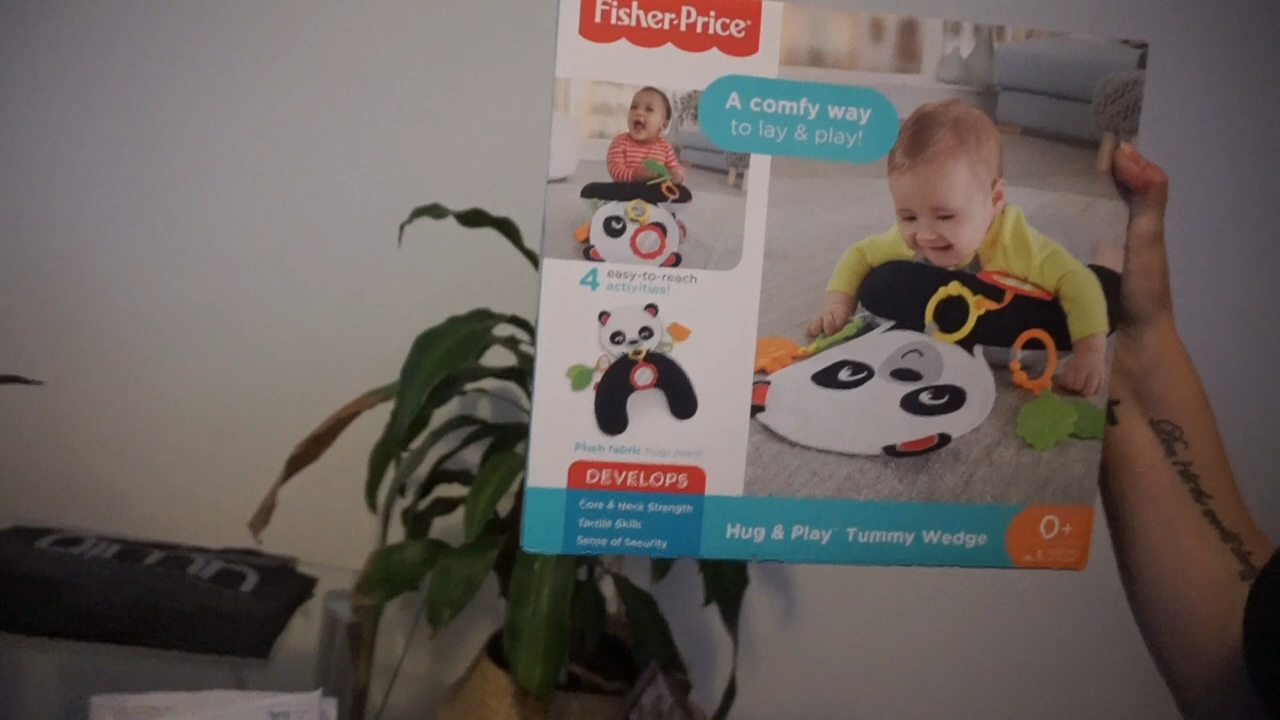 Fisher-Price
A comfy way
to lay & play!
4 easy-to-reach
activities!
Plush fabric
DEVELOPS
Core & Neck Strength
Tactile Skills
Sense of Security
Hug & Play™ Tummy Wedge
0+